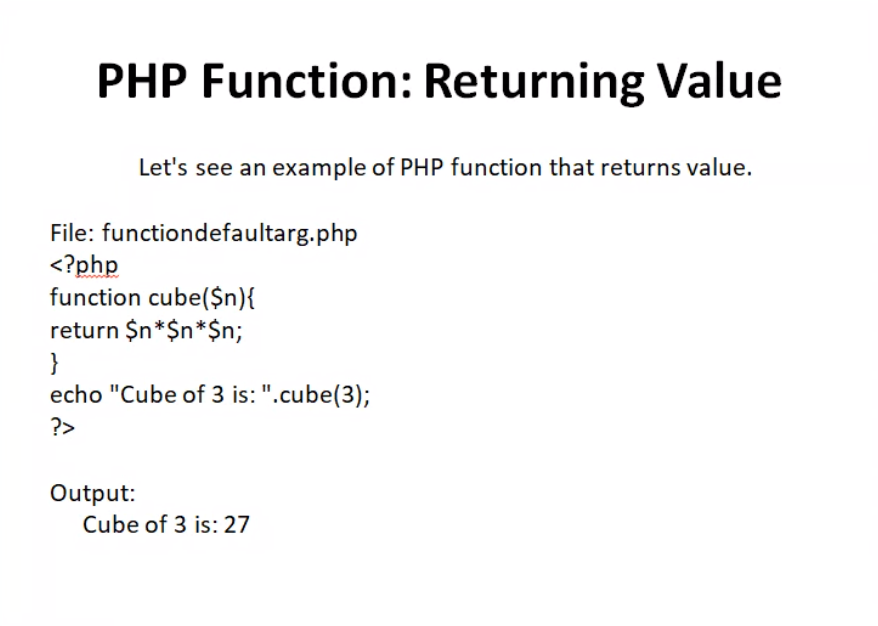 PHP Function: Returning Value
Let's see an example of PHP function that returns value.
File: functiondefaultarg.php
<?php
function cube($n){
return $n*$n*$n;
}
echo "Cube of 3 is: ".cube(3);
?>
Output:
Cube of 3 is: 27